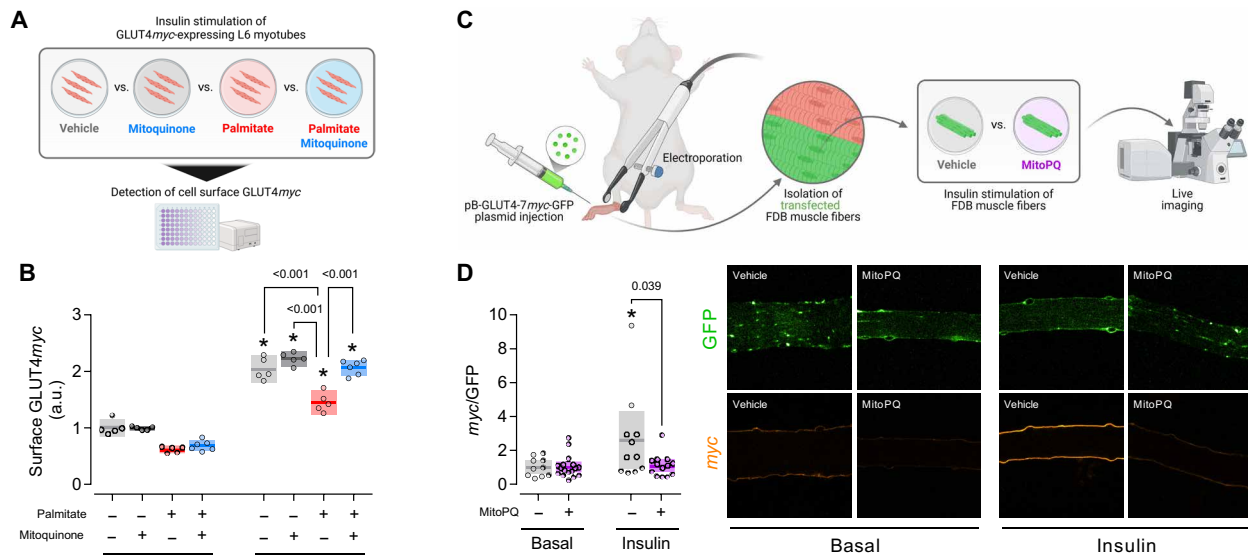 A
Insulin stimulation of
GLUT4myc-expressing L6 myotubes
vs.
vs.
vs.
Vehicle
Mitoquinone
Palmitate
Palmitate
Mitoquinone
Detection of cell surface GLUT4myc
B
<0.001
<0.001
<0.001
*
*
*
*
Surface GLUT4myc
(a.u.)
3
2
1
0
Palmitate
– – + + – – + +
Mitoquinone
– + – + – + – +
C
pB-GLUT4-7myc-GFP
plasmid injection
Electroporation
Isolation of
transfected
FDB muscle fibers
vs.
Vehicle
MitoPQ
Insulin stimulation of
FDB muscle fibers
Live
imaging
D
0.039
*
myc/GFP
10
8
6
4
2
0
MitoPQ
– + – +
Basal
Insulin
GFP
Vehicle
MitoPQ
Vehicle
MitoPQ
myc
Vehicle
MitoPQ
Vehicle
MitoPQ
Basal
Insulin